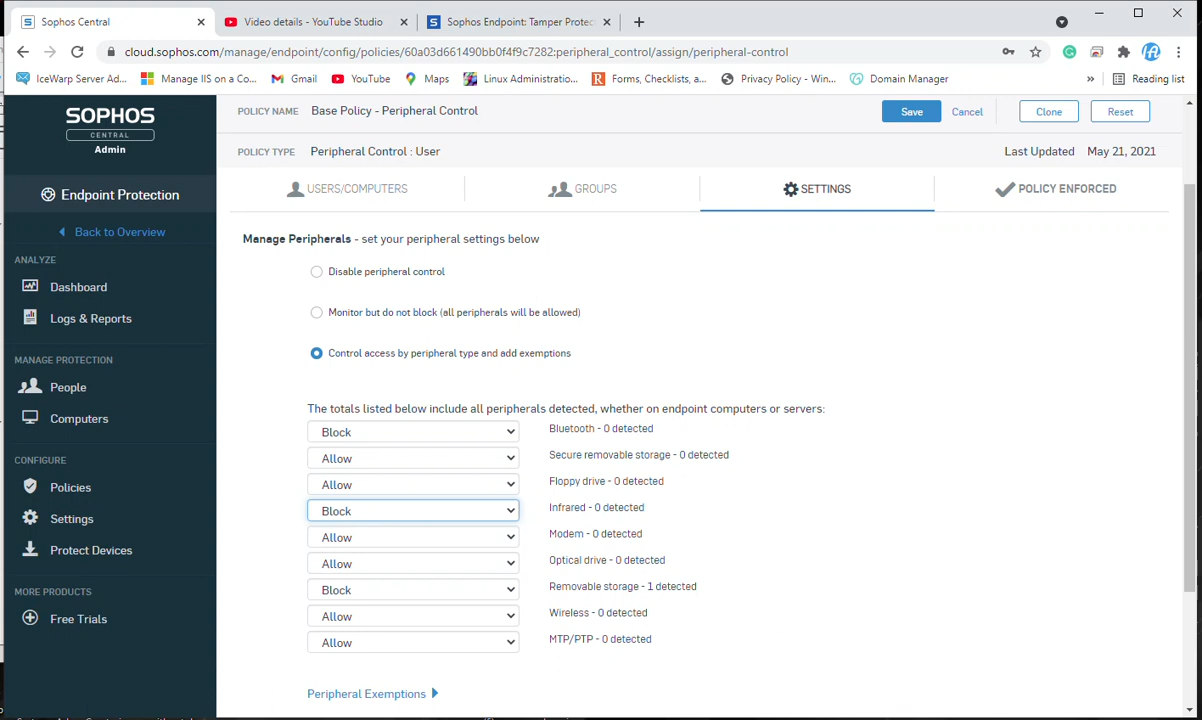 Sophos Central
Video details - YouTube Studio
Sophos Endpoint: Tamper Protec
cloud.sophos.com/manage/endpoint/config/policies/60a03d661490bb0f4f9c7282:peripheral_control/assign/peripheral-control
IceWarp Server Ad... Manage IIS on a Co... Gmail YouTube Maps Linux Administratio... Forms, Checklists, a... Privacy Policy - Win... Domain Manager » Reading list
SOPHOS
CENTRAL
Admin
Endpoint Protection
Back to Overview
ANALYZE
Dashboard
Logs & Reports
MANAGE PROTECTION
People
Computers
CONFIGURE
Policies
Settings
Protect Devices
MORE PRODUCTS
Free Trials
POLICY NAME Base Policy - Peripheral Control Save Cancel Clone Reset
POLICY TYPE Peripheral Control : User Last Updated May 21, 2021
USERS/COMPUTERS GROUPS SETTINGS POLICY ENFORCED
Manage Peripherals - set your peripheral settings below
Disable peripheral control
Monitor but do not block (all peripherals will be allowed)
Control access by peripheral type and add exemptions
The totals listed below include all peripherals detected, whether on endpoint computers or servers:
Block Bluetooth - 0 detected
Allow Secure removable storage - 0 detected
Allow Floppy drive - 0 detected
Block Infrared - 0 detected
Allow Modem - 0 detected
Allow Optical drive - 0 detected
Block Removable storage - 1 detected
Allow Wireless - 0 detected
Allow MTP/PTP - 0 detected
Peripheral Exemptions